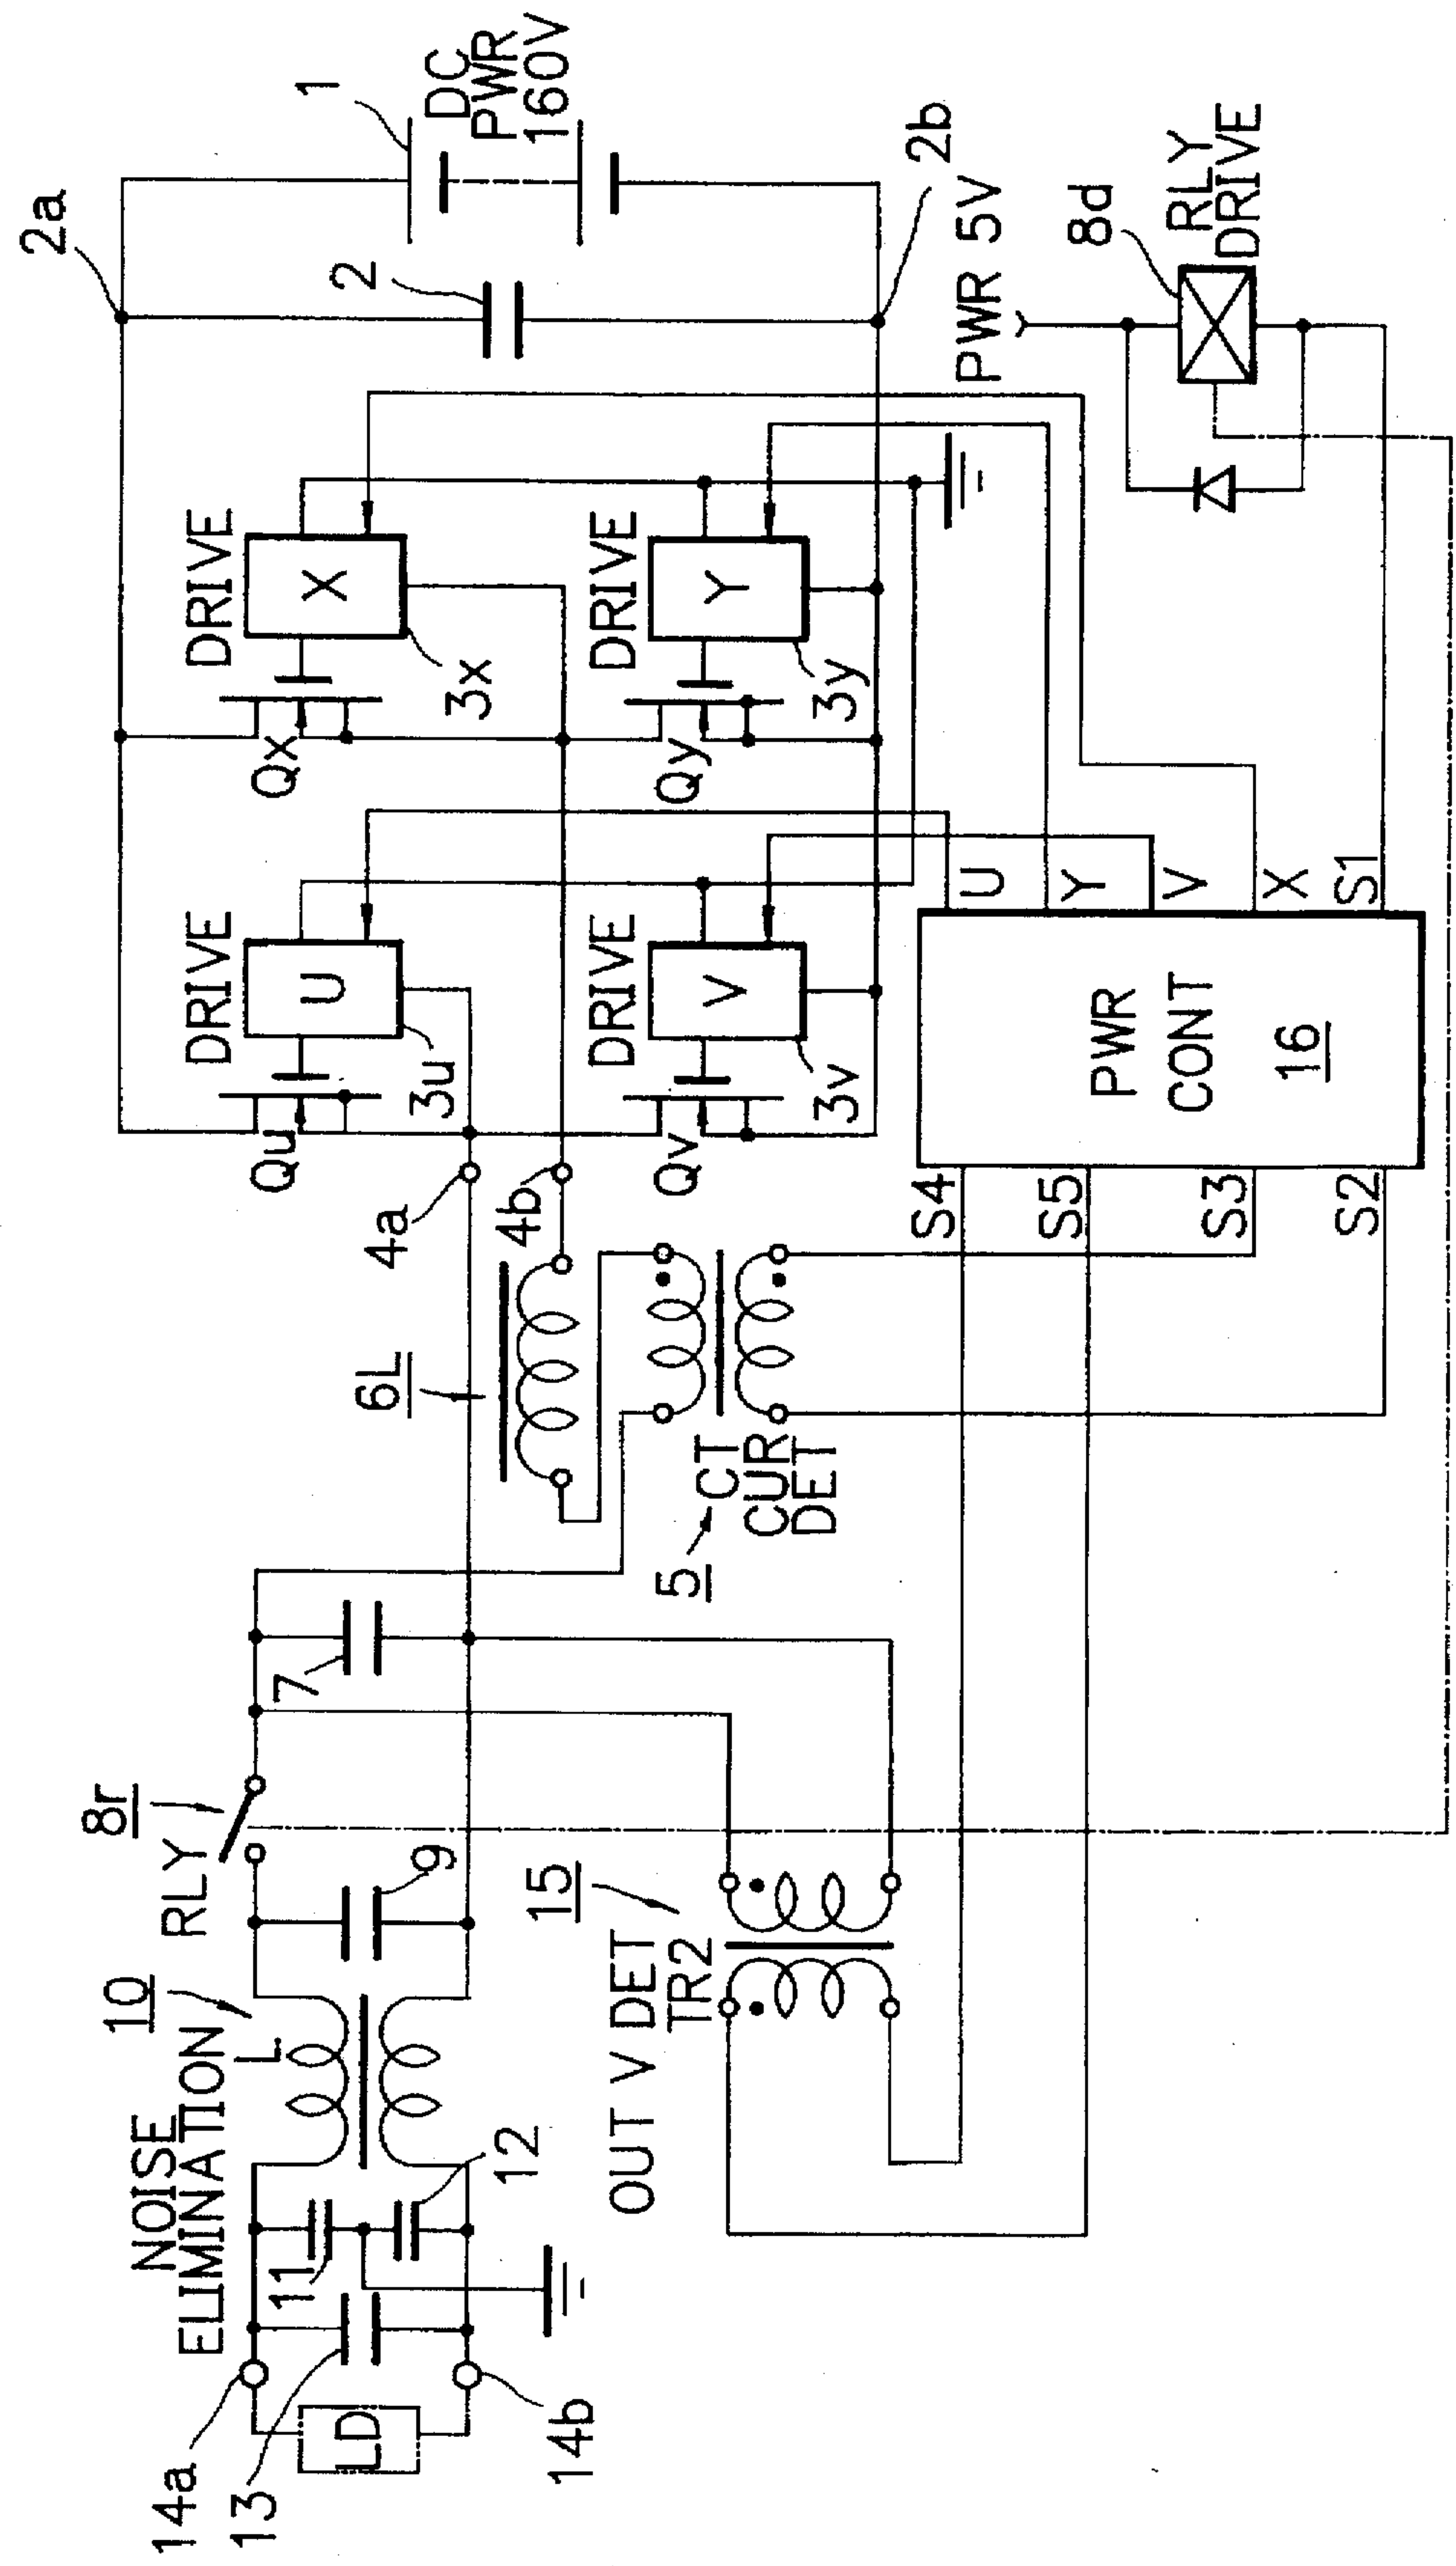 1
DC
PWR
160V
2a
2
2b
PWR 5V
8d
RLY
DRIVE
DRIVE
X
3x
Qx
DRIVE
Y
3y
Qy
DRIVE
U
3u
Qu
DRIVE
V
3v
Qv
U
Y
V
X
S1
PWR
CONT
16
S4
S5
S3
S2
4a
4b
6L
5
CT
CUR
DET
7
8r
RLY
9
10
NOISE
ELIMINATION
L
15
OUT V DET
TR2
11
12
13
14a
14b
LD